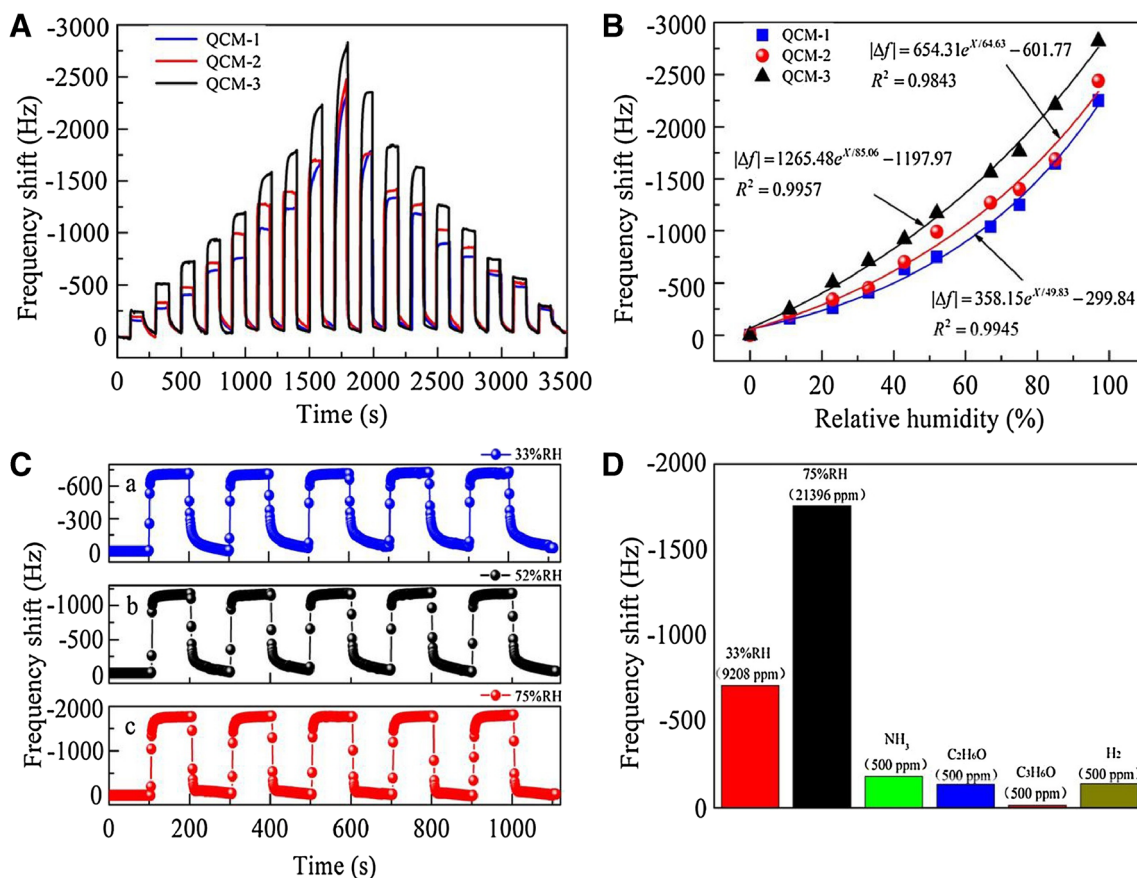 A
-3000
-2500
-2000
-1500
-1000
-500
0
Frequency shift (Hz)
QCM-1
QCM-2
QCM-3
0 500 1000 1500 2000 2500 3000 3500
Time (s)
B
-3000
-2500
-2000
-1500
-1000
-500
0
Frequency shift (Hz)
QCM-1
QCM-2
QCM-3
|Δf|=654.31e^{X/64.63}−601.77
R² = 0.9843
|Δf|=1265.48e^{X/85.06}−1197.97
R² = 0.9957
|Δf|=358.15e^{X/49.83}−299.84
R² = 0.9945
0 20 40 60 80 100
Relative humidity (%)
C
Frequency shift (Hz)
33%RH
a
-600
-300
0
52%RH
b
-1000
-500
0
75%RH
c
-2000
-1000
0
0 200 400 600 800 1000
Time (s)
D
-2000
-1500
-1000
-500
0
Frequency shift (Hz)
33%RH
(9208 ppm)
75%RH
(21396 ppm)
NH₃
(500 ppm)
C₂H₆O
(500 ppm)
C₃H₆O
(500 ppm)
H₂
(500 ppm)